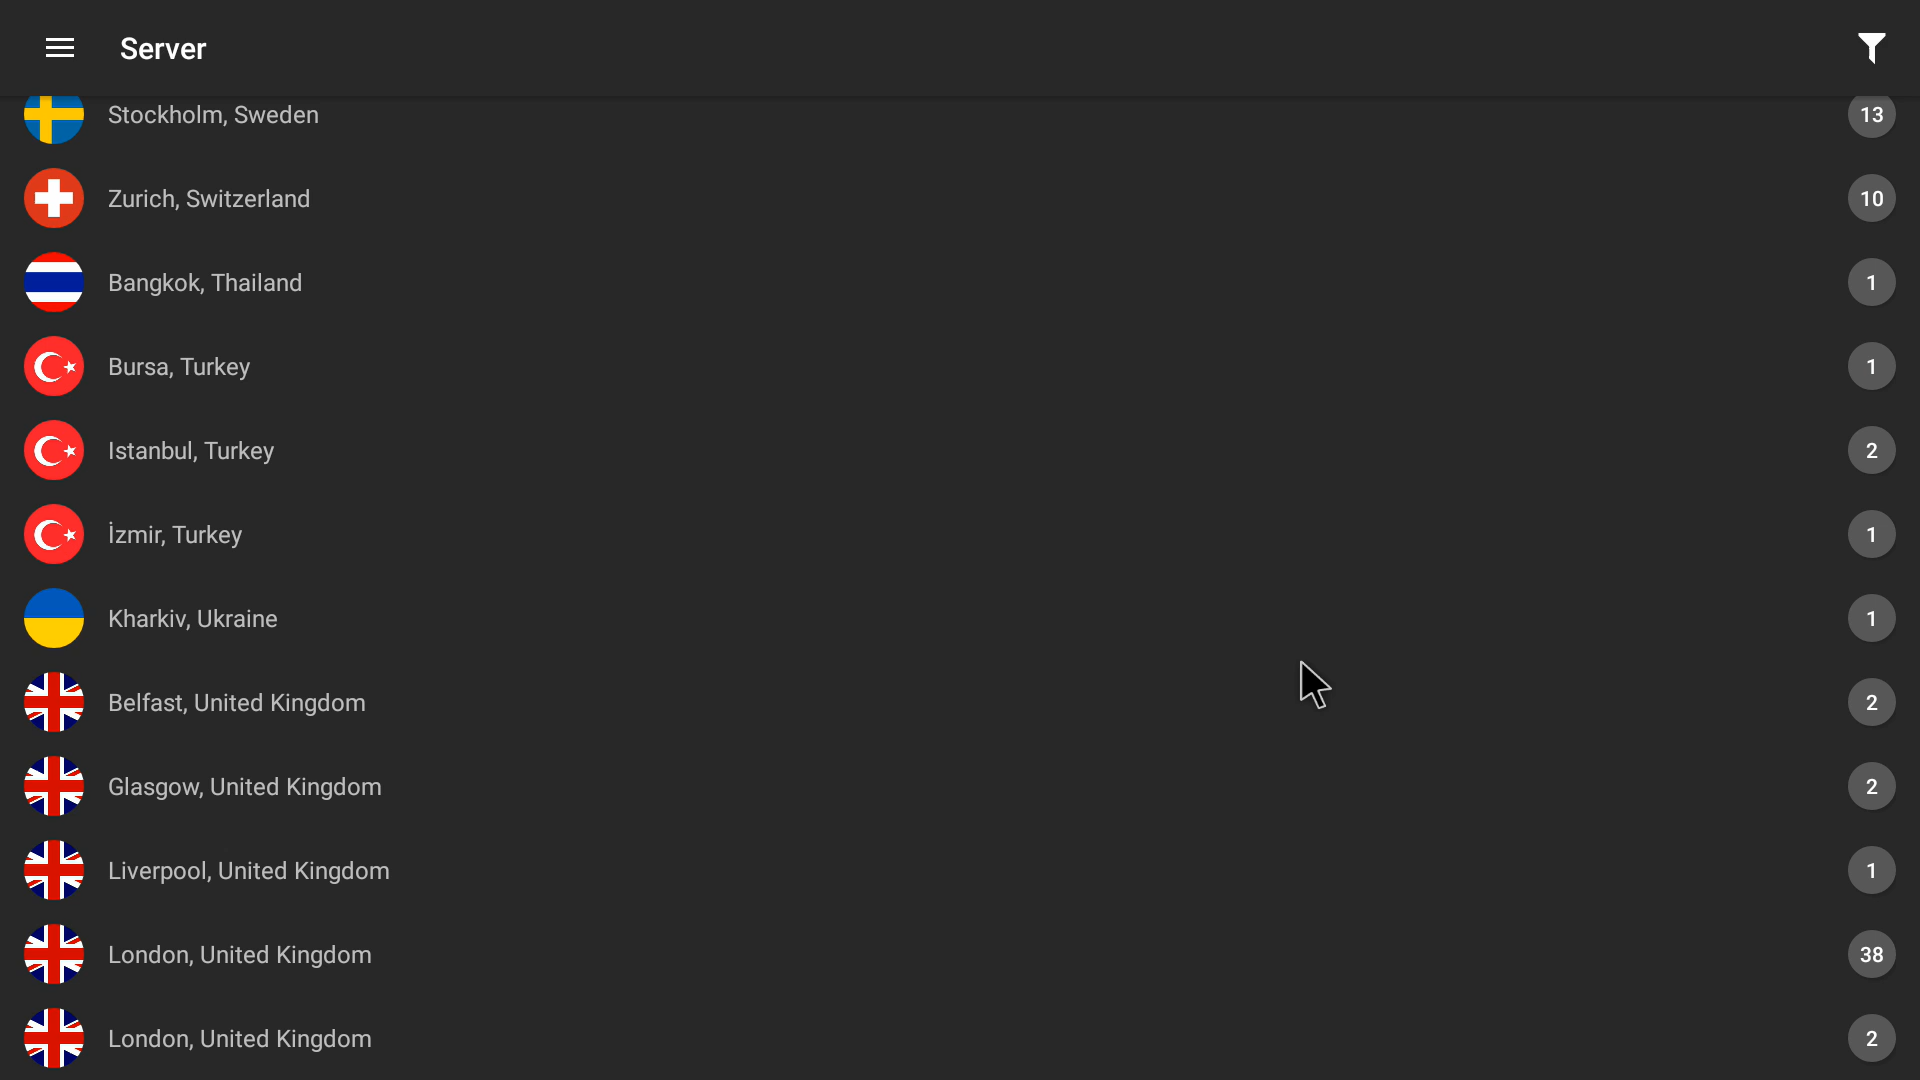 Server
Stockholm, Sweden 13
Zurich, Switzerland 10
Bangkok, Thailand 1
Bursa, Turkey 1
Istanbul, Turkey 2
İzmir, Turkey 1
Kharkiv, Ukraine 1
Belfast, United Kingdom 2
Glasgow, United Kingdom 2
Liverpool, United Kingdom 1
London, United Kingdom 38
London, United Kingdom 2